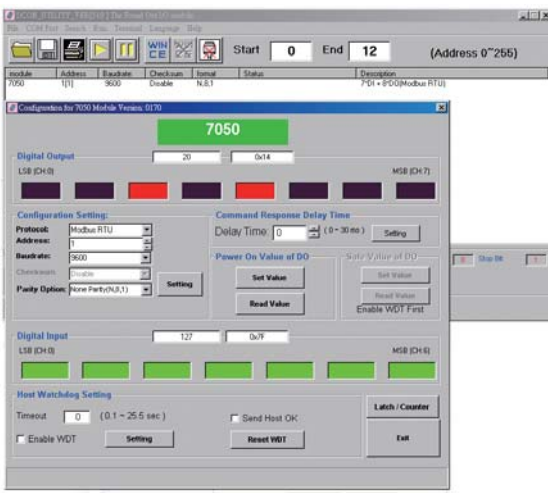 File COM Port Search Run Terminal Language Help
WIN CE Start 0 End 12 (Address 0~255)
module Address Baudrate Checksum format Status Description
7050 1[1] 9600 Disable N,8,1 7*DI + 8*DO(Modbus RTU)
Configuration for 7050 Module Version: 0170
7050
Digital Output 20 0x14
LSB (CH:0) MSB (CH:7)
Configuration Setting: Command Response Delay Time
Protocol: Modbus RTU Delay Time: 0 (0~30 ms) Setting
Address: 1
Baudrate: 9600 Power On Value of DO Safe Value of DO
Checksum: Disable Set Value Set Value
Parity Option: None Parity(N,8,1) Setting
Read Value Read Value
Enable WDT First
8 Stop Bit 1
Digital Input 127 0x7F
LSB (CH:0) MSB (CH:6)
Host Watchdog Setting
Timeout 0 (0.1 ~ 25.5 sec) Send Host OK Latch / Counter
Enable WDT Setting Reset WDT Exit